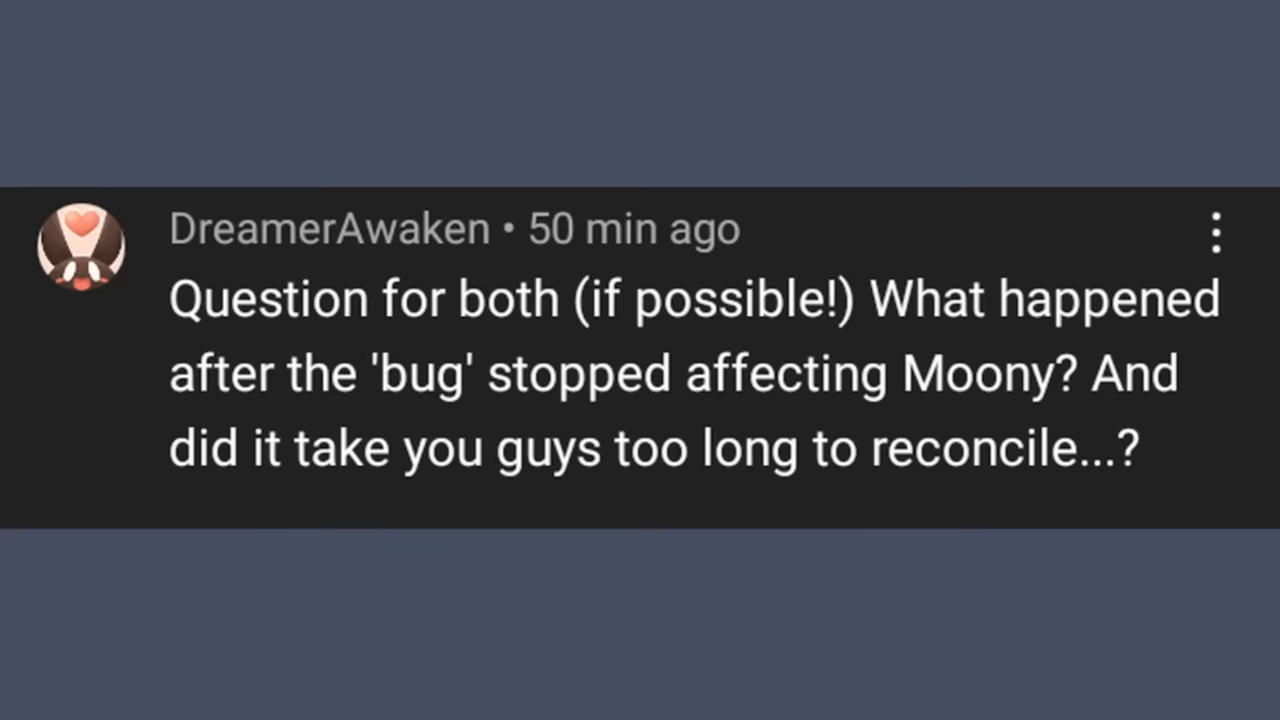 DreamerAwaken • 50 min ago
Question for both (if possible!) What happened
after the 'bug' stopped affecting Moony? And
did it take you guys too long to reconcile...?